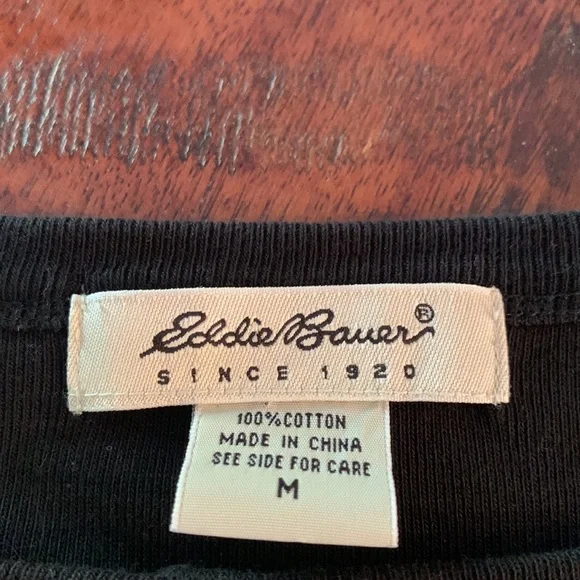 Eddie Bauer®
SINCE 1920
100%COTTON
MADE IN CHINA
SEE SIDE FOR CARE
M